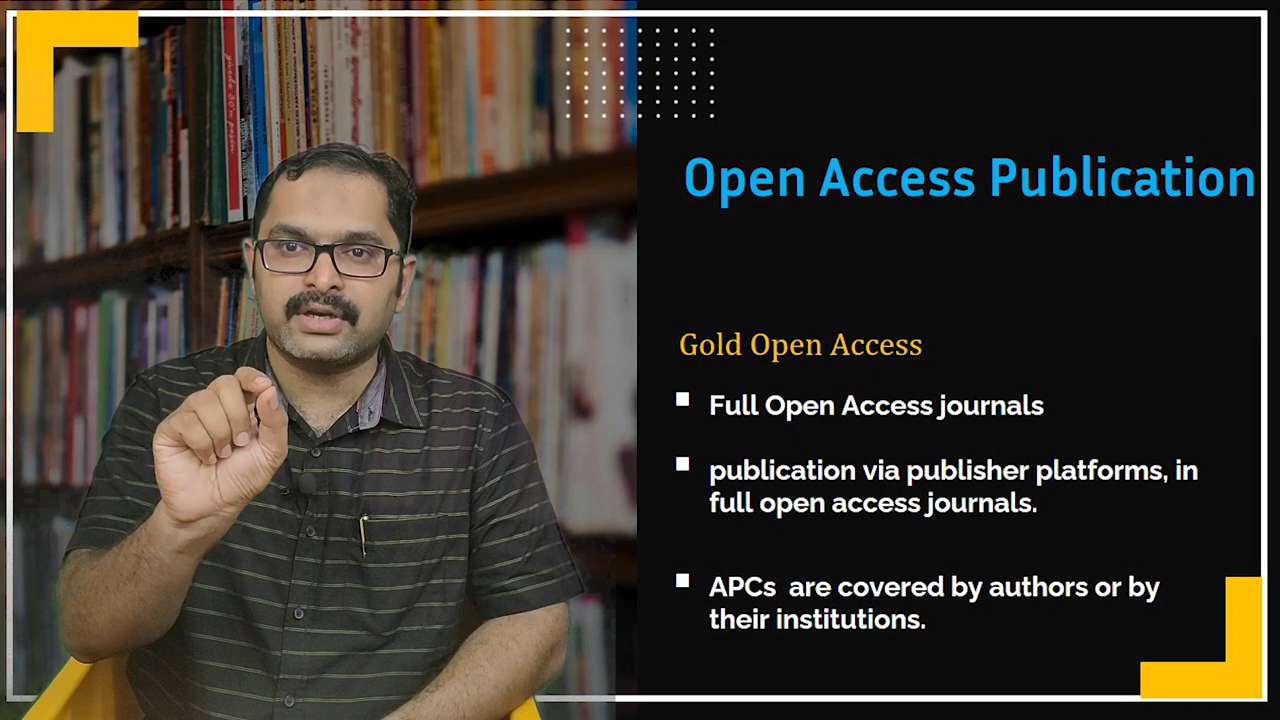 Open Access Publication
Gold Open Access
Full Open Access journals
publication via publisher platforms, in
full open access journals.
APCs are covered by authors or by
their institutions.